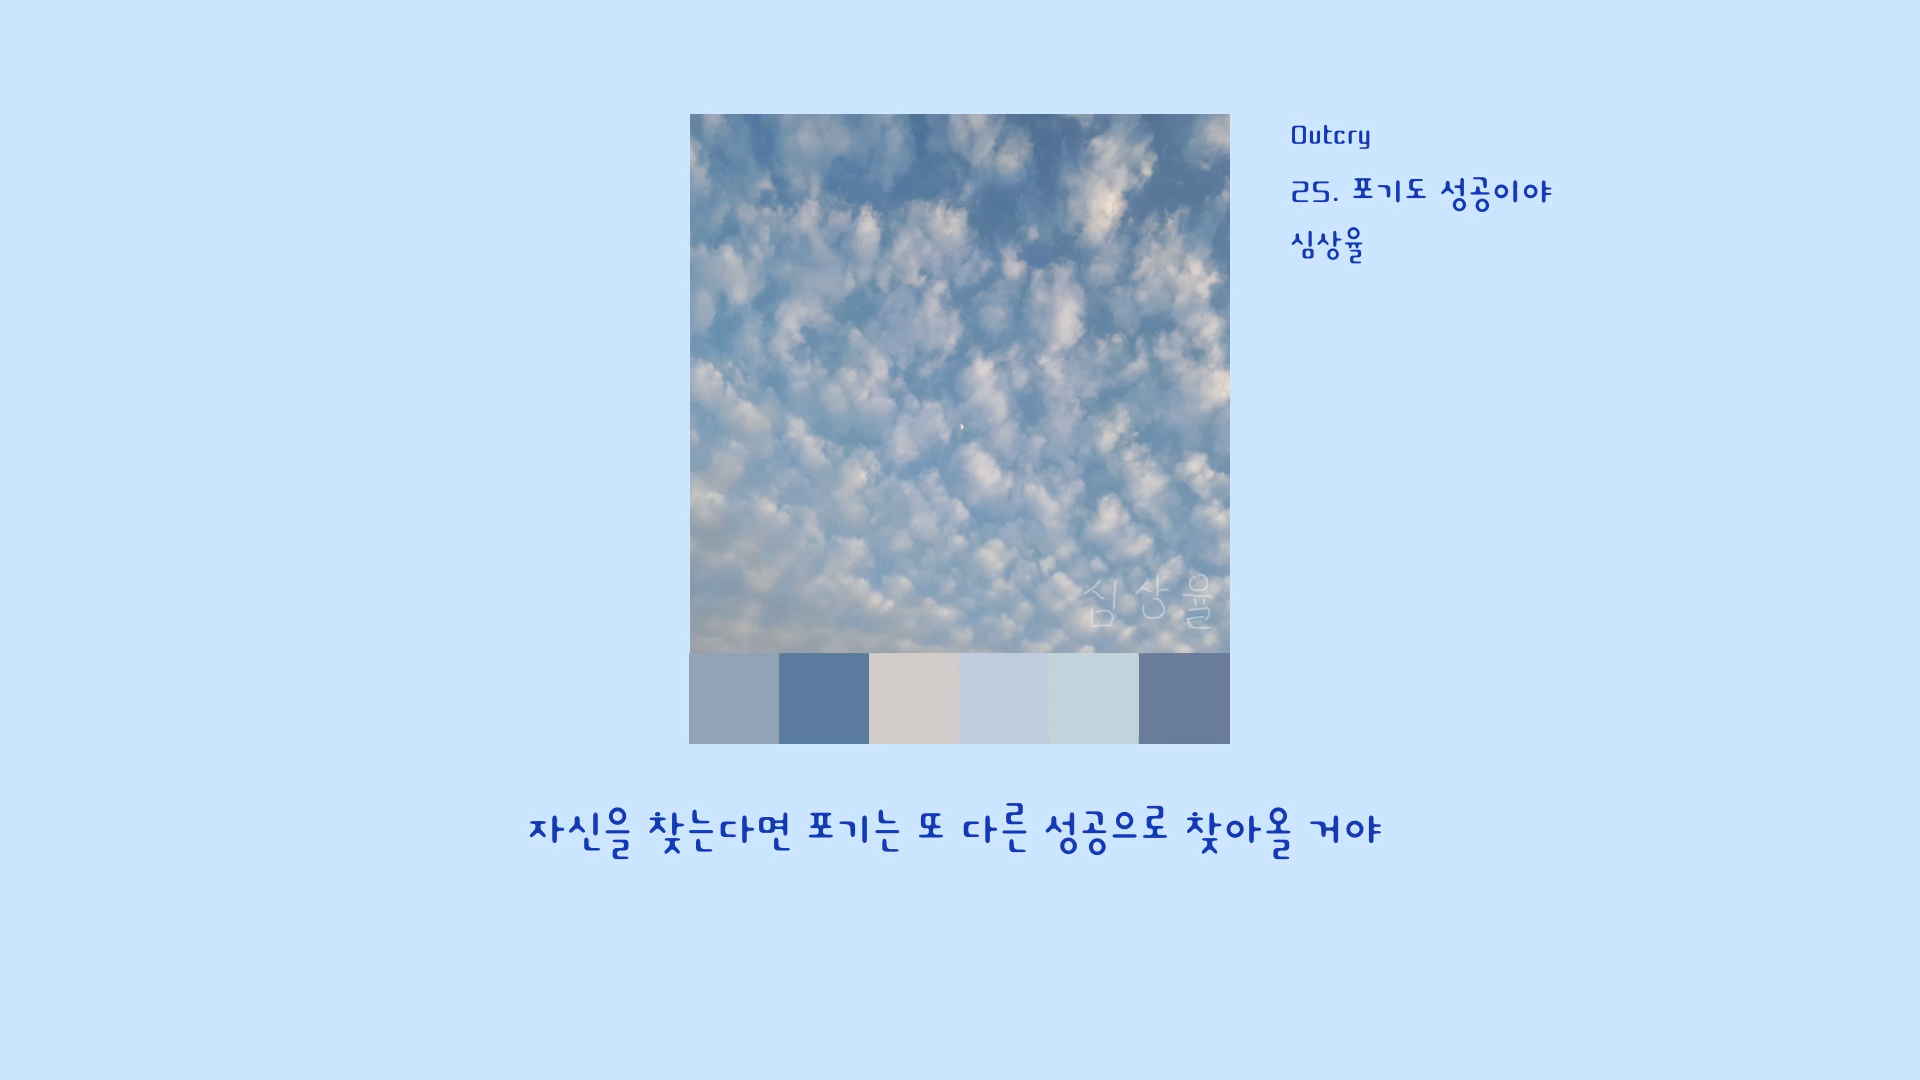 Outcry
25. 포기도 성공이야
심상율
심상율
자신을 찾는다면 포기는 또 다른 성공으로 찾아올 거야